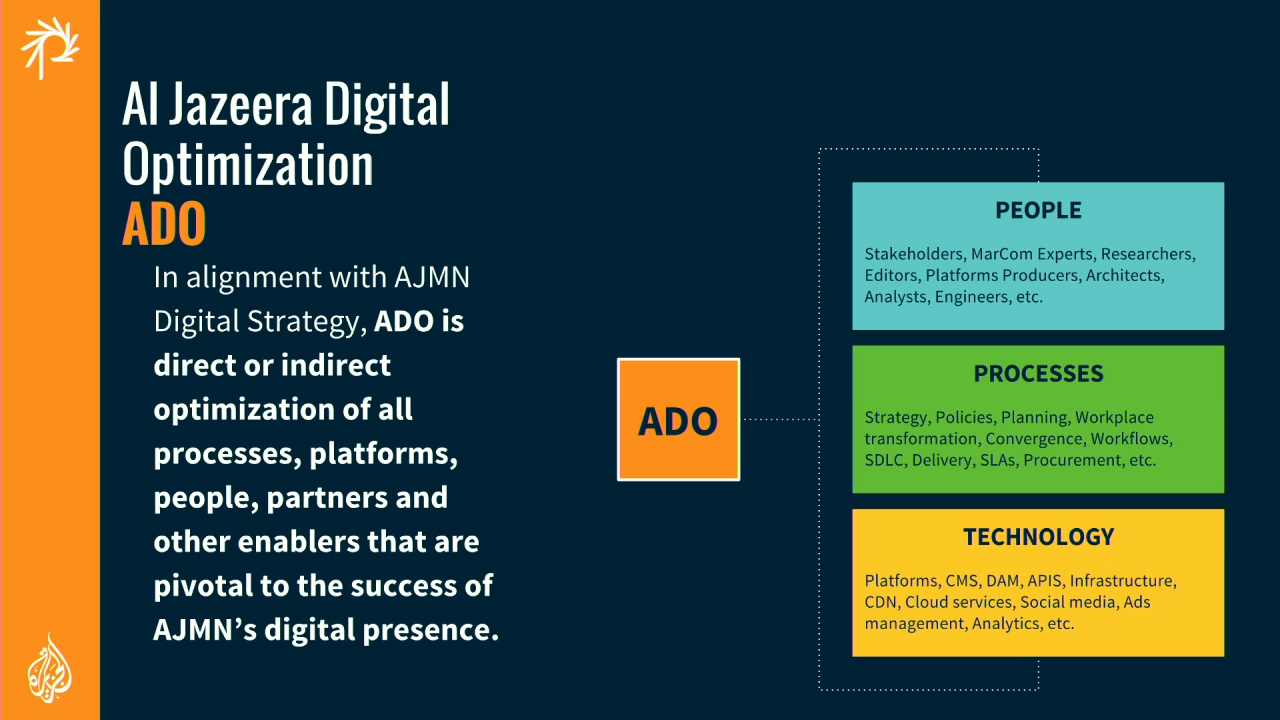 Al Jazeera Digital
Optimization
ADO
In alignment with AJMN
Digital Strategy, ADO is
direct or indirect
optimization of all
processes, platforms,
people, partners and
other enablers that are
pivotal to the success of
AJMN’s digital presence.
ADO
PEOPLE
Stakeholders, MarCom Experts, Researchers,
Editors, Platforms Producers, Architects,
Analysts, Engineers, etc.
PROCESSES
Strategy, Policies, Planning, Workplace
transformation, Convergence, Workflows,
SDLC, Delivery, SLAs, Procurement, etc.
TECHNOLOGY
Platforms, CMS, DAM, APIS, Infrastructure,
CDN, Cloud services, Social media, Ads
management, Analytics, etc.